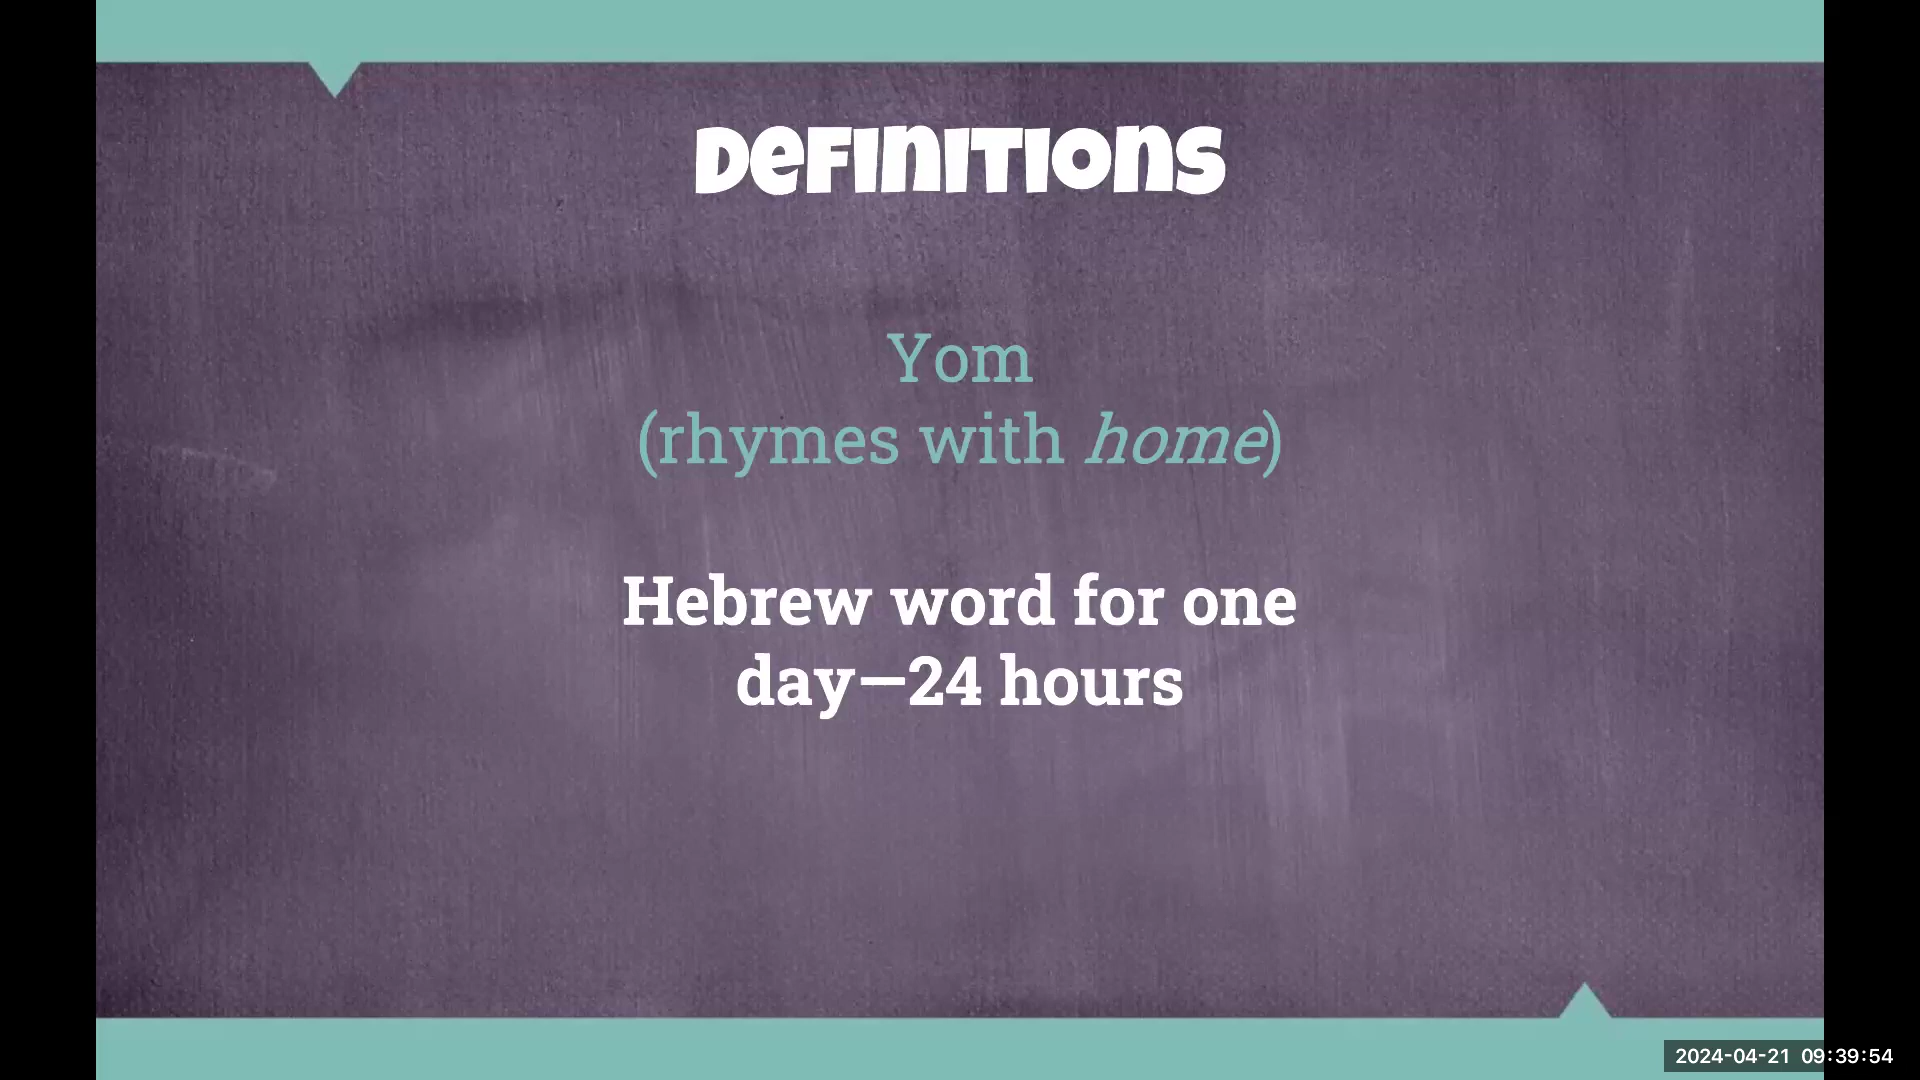 Definitions
Yom
(rhymes with home)
Hebrew word for one
day—24 hours
2024-04-21 09:39:54